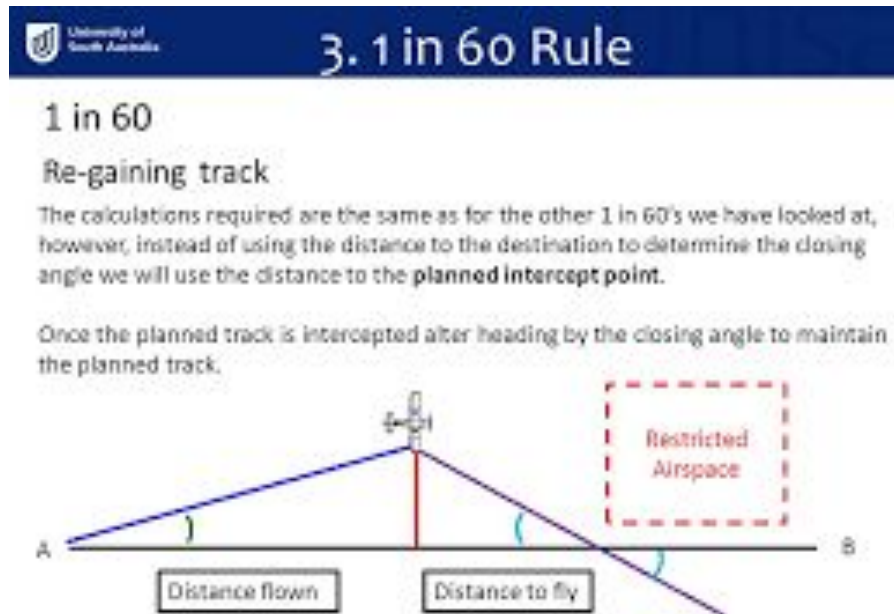 University of
South Australia
3. 1 in 60 Rule
1 in 60
Re-gaining track
The calculations required are the same as for the other 1 in 60's we have looked at,
however, instead of using the distance to the destination to determine the closing
angle we will use the distance to the planned intercept point.
Once the planned track is intercepted alter heading by the closing angle to maintain
the planned track.
Restricted
Airspace
A
B
Distance flown
Distance to fly